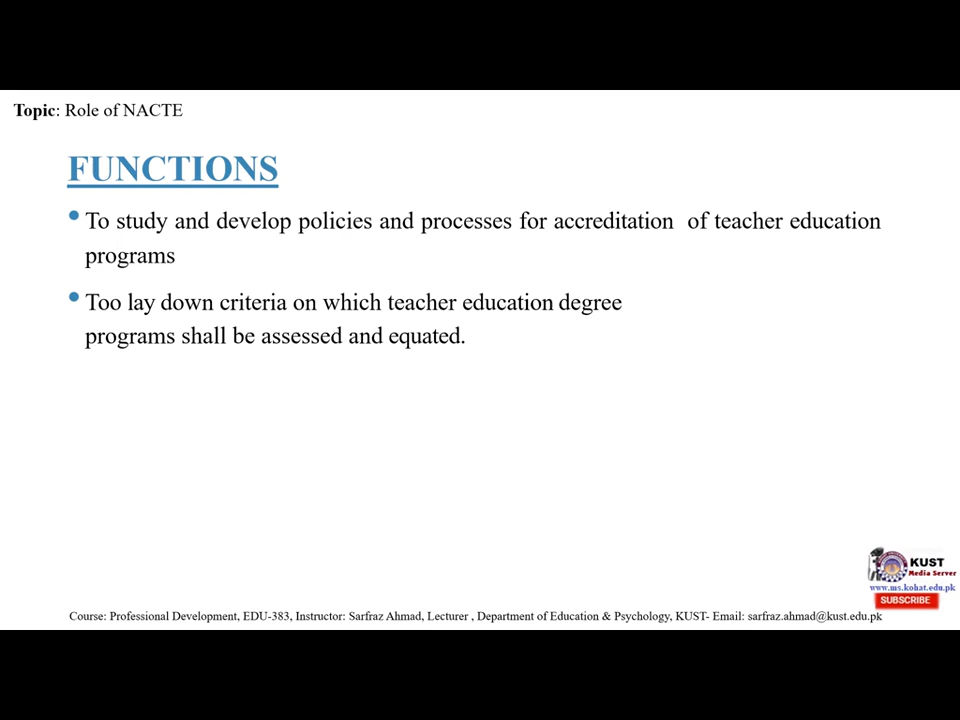 Topic: Role of NACTE
FUNCTIONS
• To study and develop policies and processes for accreditation of teacher education
programs
• Too lay down criteria on which teacher education degree
programs shall be assessed and equated.
KUST
Media Server
www.ms.kohat.edu.pk
SUBSCRIBE
Course: Professional Development, EDU-383, Instructor: Sarfraz Ahmad, Lecturer , Department of Education & Psychology, KUST- Email: sarfraz.ahmad@kust.edu.pk